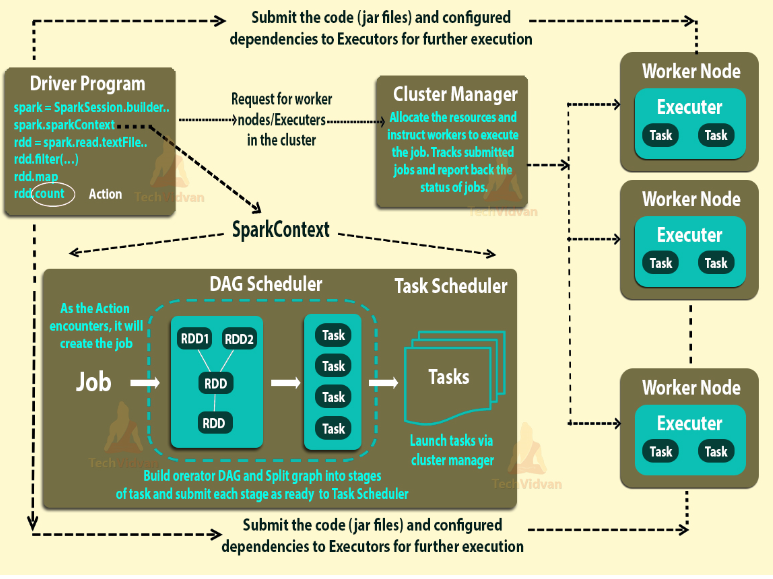 Submit the code (jar files) and configured
dependencies to Executors for further execution
Driver Program
spark = SparkSession.builder..
spark.sparkContext
rdd = spark.read.textFile..
rdd.filter(...)
rdd.map
rdd.count
Action
TechVidvan
Request for worker
nodes/Executers
in the cluster
Cluster Manager
Allocate the resources and
instruct workers to execute
the job. Tracks submitted
jobs and report back the
status of jobs.
TechVidvan
Worker Node
Executer
Task
Task
Worker Node
Executer
Task
Task
Worker Node
Executer
Task
Task
SparkContext
DAG Scheduler
Task Scheduler
As the Action
encounters, it will
create the job
Job
RDD1
RDD2
RDD
RDD
Task
Task
Task
Task
Tasks
Launch tasks via
cluster manager
TechVidvan
TechVidvan
Build orerator DAG and Split graph into stages
of task and submit each stage as ready to Task Scheduler
Submit the code (jar files) and configured
dependencies to Executors for further execution